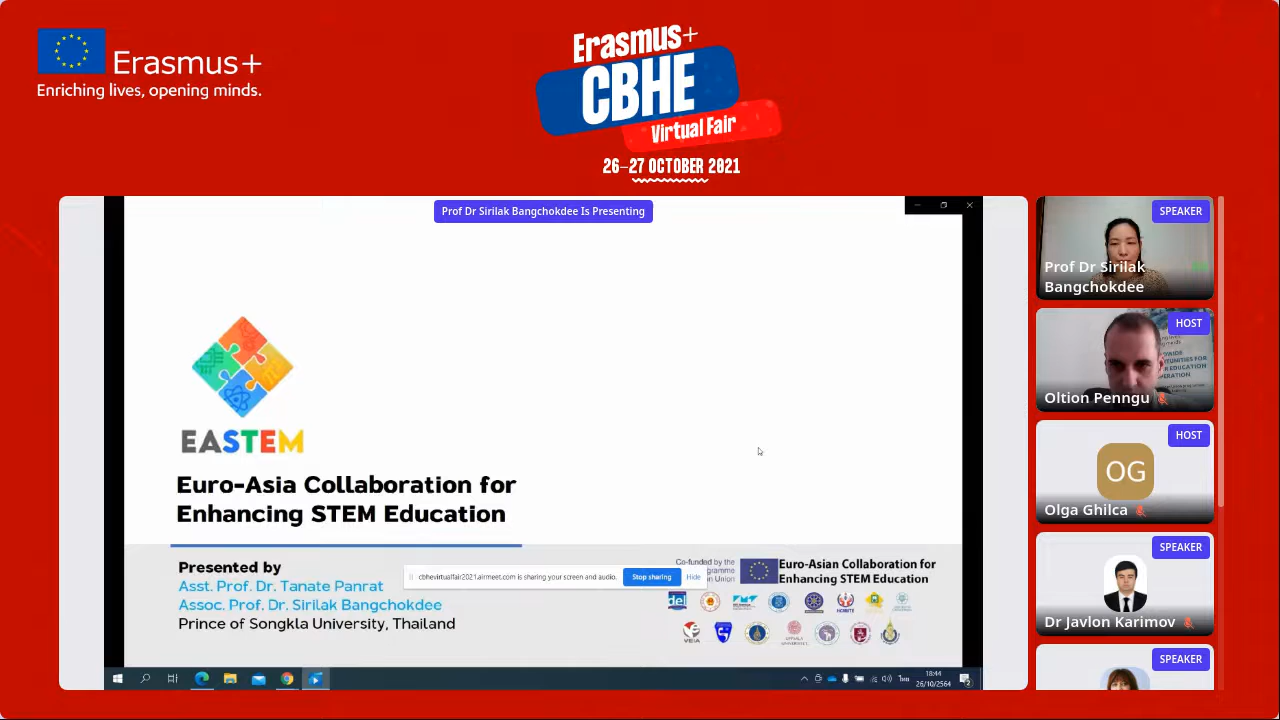 Erasmus+
Enriching lives, opening minds.
Erasmus+
CBHE
Virtual Fair
26–27 OCTOBER 2021
Prof Dr Sirilak Bangchokdee Is Presenting
EASTEM
Euro-Asia Collaboration for
Enhancing STEM Education
Presented by
Asst. Prof. Dr. Tanate Panrat
Assoc. Prof. Dr. Sirilak Bangchokdee
Prince of Songkla University, Thailand
cbhevirtualfair2021.airmeet.com is sharing your screen and audio.
Stop sharing
Hide
Co-funded by the
Euro-Asian Collaboration for
Enhancing STEM Education
del
VEIA
UPPSALA
UNIVERSITET
18:44
26/10/2564
SPEAKER
Prof Dr Sirilak
Bangchokdee
HOST
Oltion Penngu
HOST
OG
Olga Ghilca
SPEAKER
Dr Javlon Karimov
SPEAKER